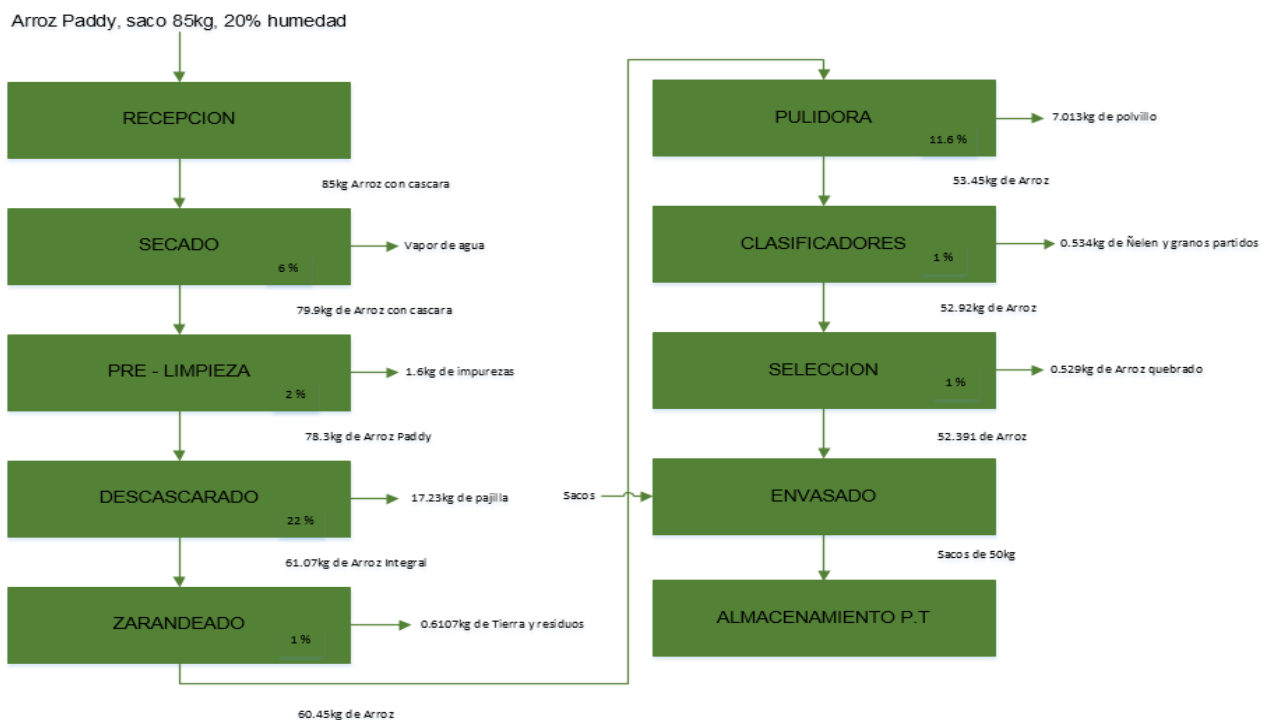 Arroz Paddy, saco 85kg, 20% humedad
RECEPCION
85kg Arroz con cascara
SECADO
6 %
Vapor de agua
79.9kg de Arroz con cascara
PRE - LIMPIEZA
2 %
1.6kg de impurezas
78.3kg de Arroz Paddy
DESCASCARADO
22 %
17.23kg de pajilla
61.07kg de Arroz Integral
ZARANDEADO
1 %
0.6107kg de Tierra y residuos
60.45kg de Arroz
PULIDORA
11.6 %
7.013kg de polvillo
53.45kg de Arroz
CLASIFICADORES
1 %
0.534kg de Ñelen y granos partidos
52.92kg de Arroz
SELECCION
1 %
0.529kg de Arroz quebrado
52.391 de Arroz
Sacos
ENVASADO
Sacos de 50kg
ALMACENAMIENTO P.T